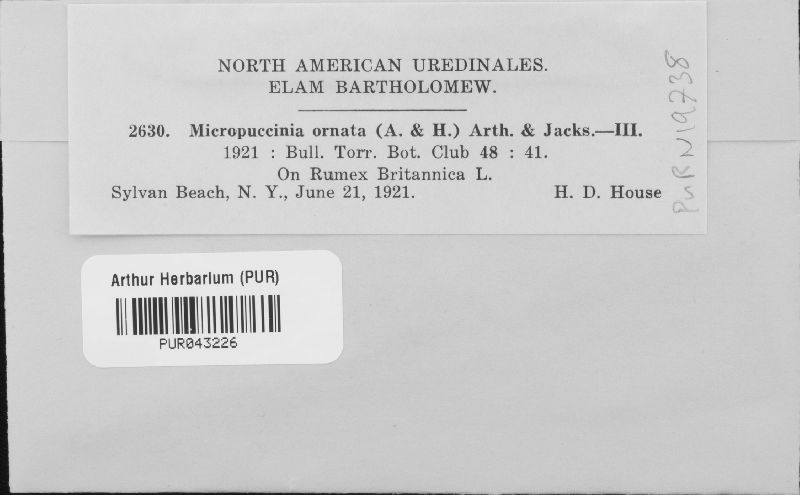 NORTH AMERICAN UREDINALES.
ELAM BARTHOLOMEW.
2630. Micropuccinia ornata (A. & H.) Arth. & Jacks.—III.
1921 : Bull. Torr. Bot. Club 48 : 41.
On Rumex Britannica L.
Sylvan Beach, N. Y., June 21, 1921. H. D. House
PUR N19738
Arthur Herbarium (PUR)
PUR043226